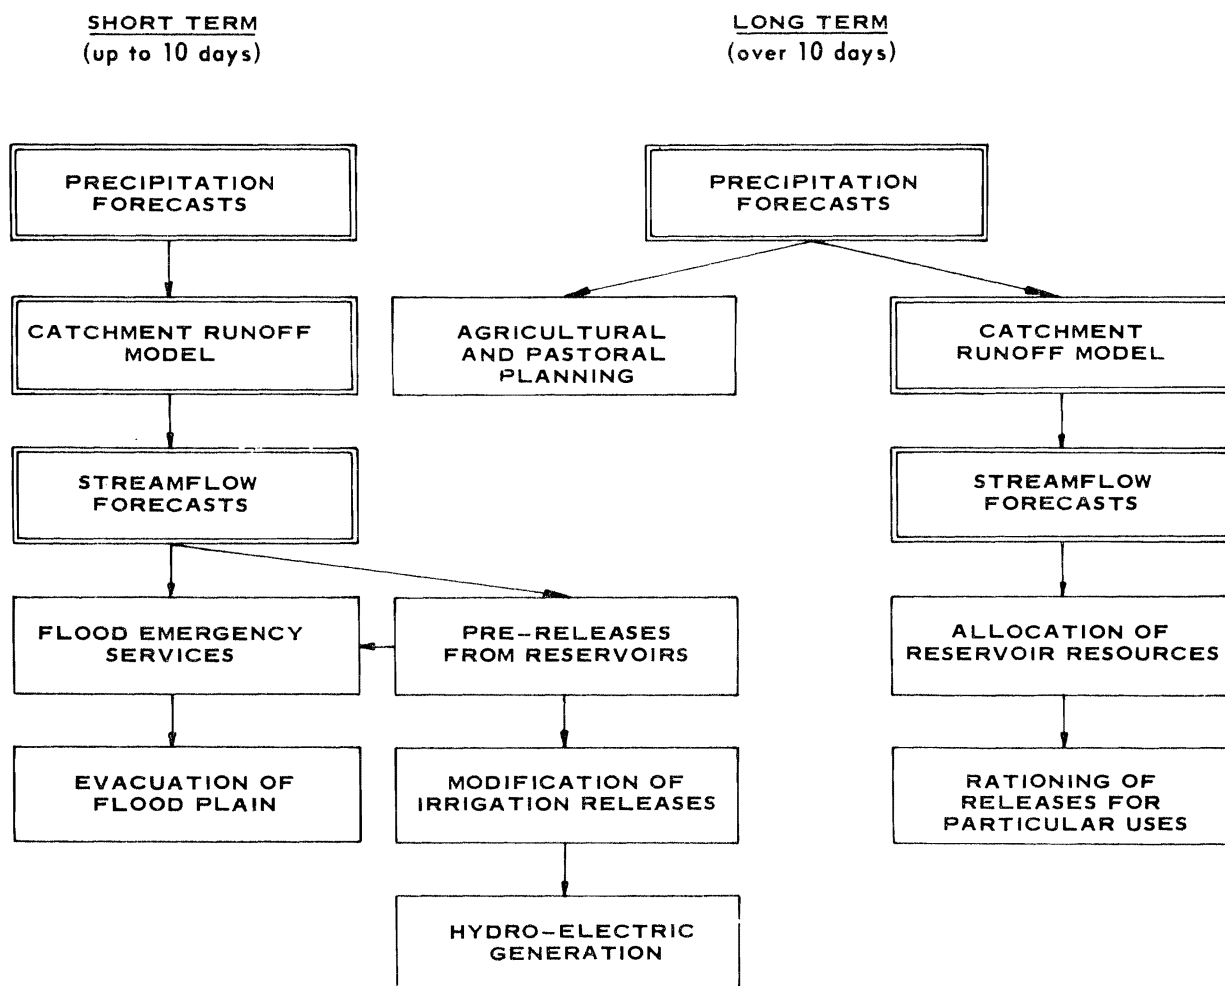 SHORT TERM
(up to 10 days)
LONG TERM
(over 10 days)
PRECIPITATION
FORECASTS
PRECIPITATION
FORECASTS
CATCHMENT RUNOFF
MODEL
AGRICULTURAL
AND PASTORAL
PLANNING
CATCHMENT
RUNOFF MODEL
STREAMFLOW
FORECASTS
STREAMFLOW
FORECASTS
FLOOD EMERGENCY
SERVICES
PRE-RELEASES
FROM RESERVOIRS
ALLOCATION OF
RESERVOIR RESOURCES
EVACUATION OF
FLOOD PLAIN
MODIFICATION OF
IRRIGATION RELEASES
RATIONING OF
RELEASES FOR
PARTICULAR USES
HYDRO-ELECTRIC
GENERATION